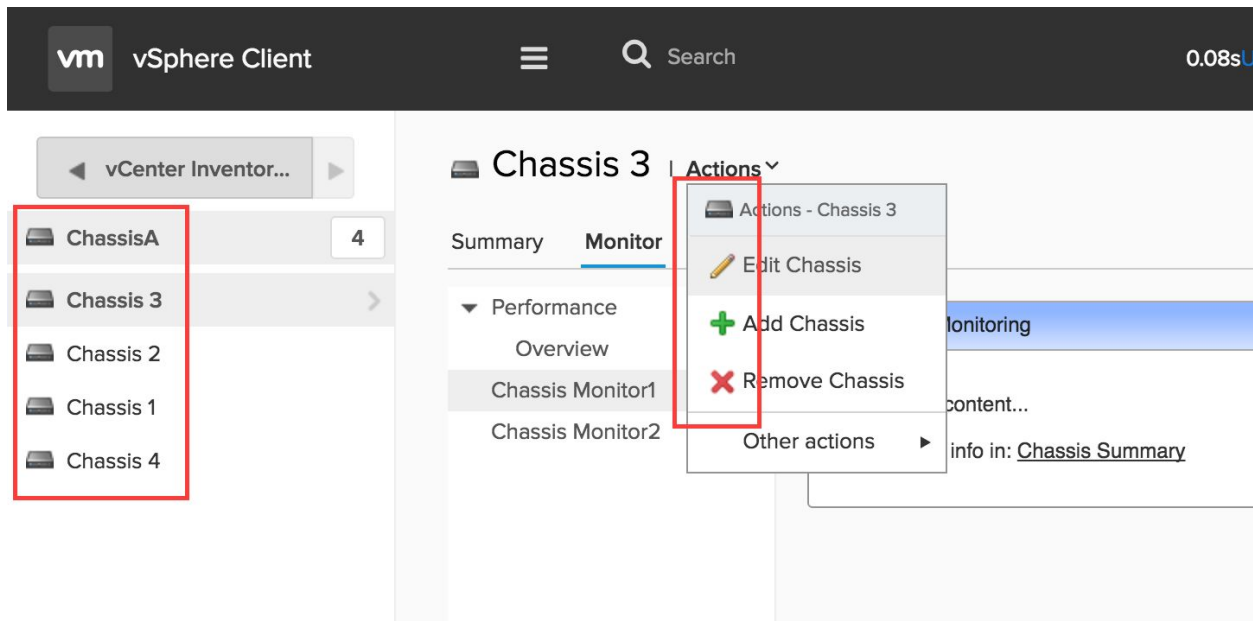 vm vSphere Client Search 0.08sU
vCenter Inventor...
ChassisA 4
Chassis 3
Chassis 2
Chassis 1
Chassis 4
Chassis 3 | Actions
Summary Monitor
Performance
Overview
Chassis Monitor1
Chassis Monitor2
Actions - Chassis 3
Edit Chassis
Add Chassis
Remove Chassis
Other actions
Monitoring
content...
info in: Chassis Summary